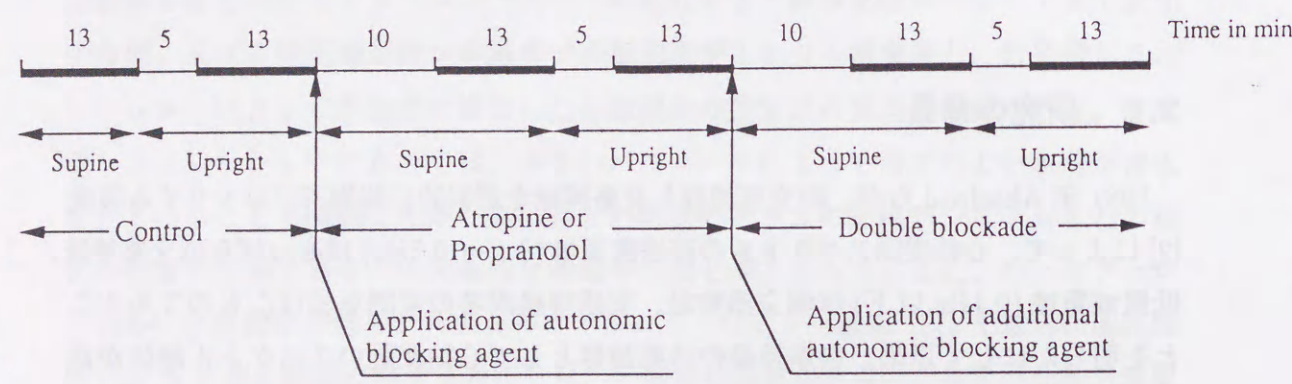 13 5 13 10 13 5 13 10 13 5 13 Time in min
Supine Upright Supine Upright Supine Upright
Control Atropine or Propranolol Double blockade
Application of autonomic
blocking agent
Application of additional
autonomic blocking agent